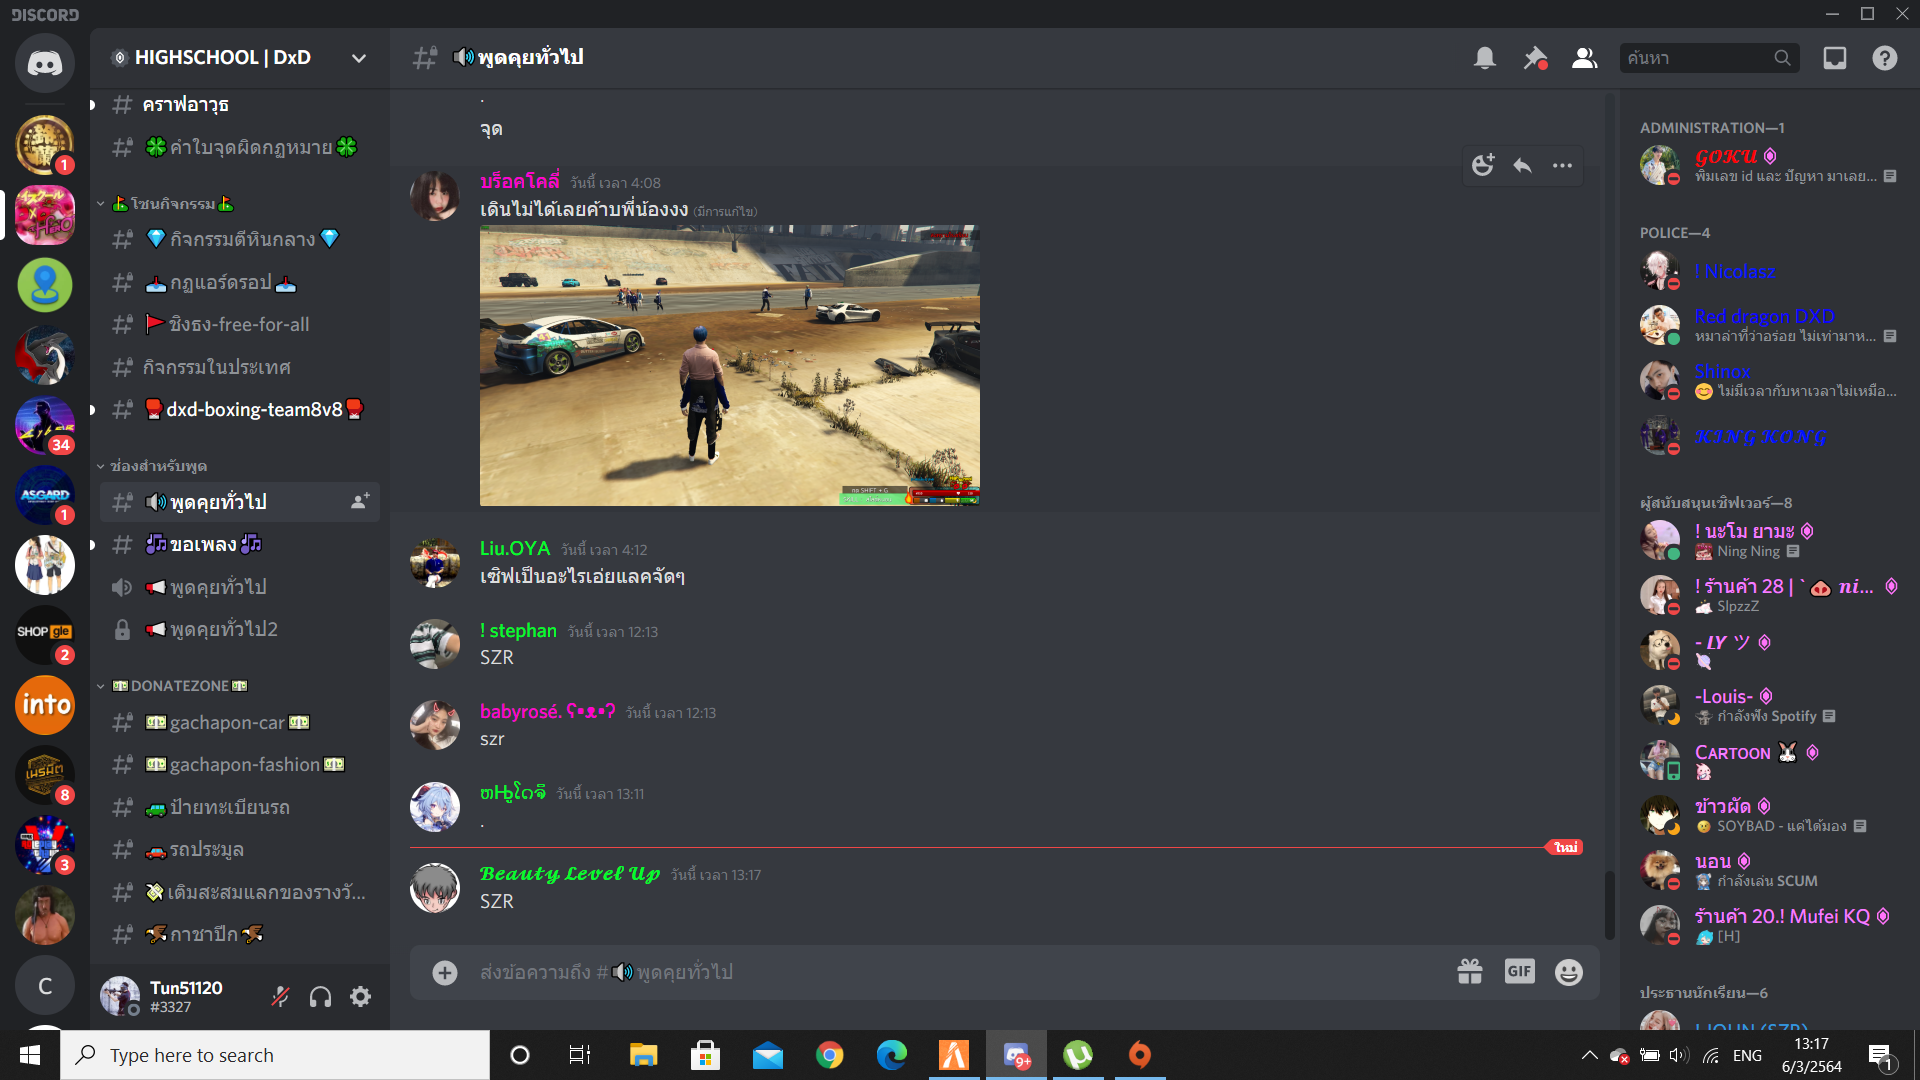 DISCORD
HIGHSCHOOL | DxD
คราฟอาวุธ
🍀คำใบจุดผิดกฏหมาย🍀
⛳โซนกิจกรรม⛳
💎กิจกรรมตีหินกลาง💎
📥กฏแอร์ดรอป📥
🚩ชิงธง-free-for-all
กิจกรรมในประเทศ
🥊dxd-boxing-team8v8🥊
ช่องสำหรับพูด
🔊พูดคุยทั่วไป
🎶ขอเพลง🎶
📢พูดคุยทั่วไป
📢พูดคุยทั่วไป2
💵DONATEZONE💵
💵gachapon-car💵
💵gachapon-fashion💵
🚙ป้ายทะเบียนรถ
🚗รถประมูล
💸เติมสะสมแลกของรางวั...
🦅กาชาปีก🦅
Tun51120
#3327
1
34
ASGARD
1
SHOP gle
2
into
8
3
C
🔊พูดคุยทั่วไป
ค้นหา
.
จุด
บร็อคโคลี่ วันนี้ เวลา 4:08
เดินไม่ได้เลยค้าบพี่น้องงง (มีการแก้ไข)
กด SHIFT + G
Liu.OYA วันนี้ เวลา 4:12
เซิฟเป็นอะไรเอ่ยแลคจัดๆ
! stephan วันนี้ เวลา 12:13
SZR
babyrosé. ʕ•ᴥ•ʔ วันนี้ เวลา 12:13
szr
วันนี้ เวลา 13:11
.
ใหม่
𝓑𝓮𝓪𝓾𝓽𝔂 𝓛𝓮𝓿𝓮𝓵 𝓤𝓹 วันนี้ เวลา 13:17
SZR
ส่งข้อความถึง #🔊พูดคุยทั่วไป
GIF
ADMINISTRATION—1
𝓖𝓞𝓚𝓤
พิมเลข id และ ปัญหา มาเลย...
POLICE—4
! Nicolasz
Red dragon DXD
หมาล่าที่ว่าอร่อย ไม่เท่ามาห...
Shinox
😊 ไม่มีเวลากับหาเวลาไม่เหมือ...
𝓚𝓘𝓝𝓖 𝓚𝓞𝓝𝓖
ผู้สนับสนุนเซิฟเวอร์—8
! นะโม ยามะ
Ning Ning
! ร้านค้า 28 | `🐽 𝒏𝒊...
SlpzzZ
- 𝑳𝒀 ツ
-Louis-
กำลังฟัง Spotify
Cᴀʀᴛᴏᴏɴ
ข้าวผัด
SOYBAD - แค่ได้มอง
นอน
กำลังเล่น SCUM
ร้านค้า 20.! Mufei KQ
[H]
ประธานนักเรียน—6
! JOHN (SZR)
Type here to search
9+
ENG
13:17
6/3/2564
1